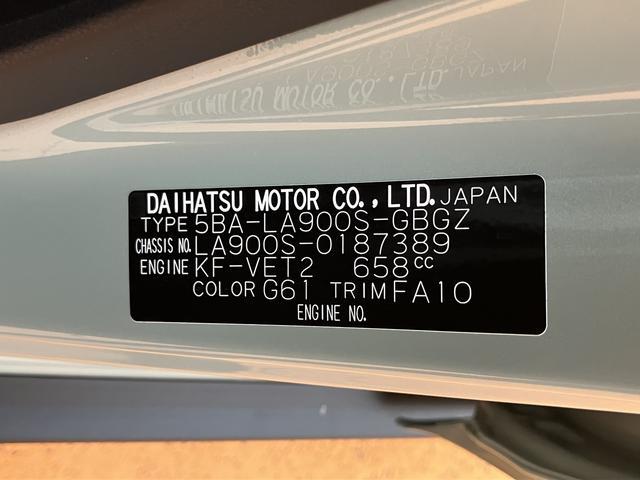 DAIHATSU MOTOR CO., LTD. JAPAN
TYPE 5BA-LA900S-GBGZ
CHASSIS NO. LA900S-0187389
ENGINE KF-VET2 658CC
COLOR G61 TRIM FA10
ENGINE NO.